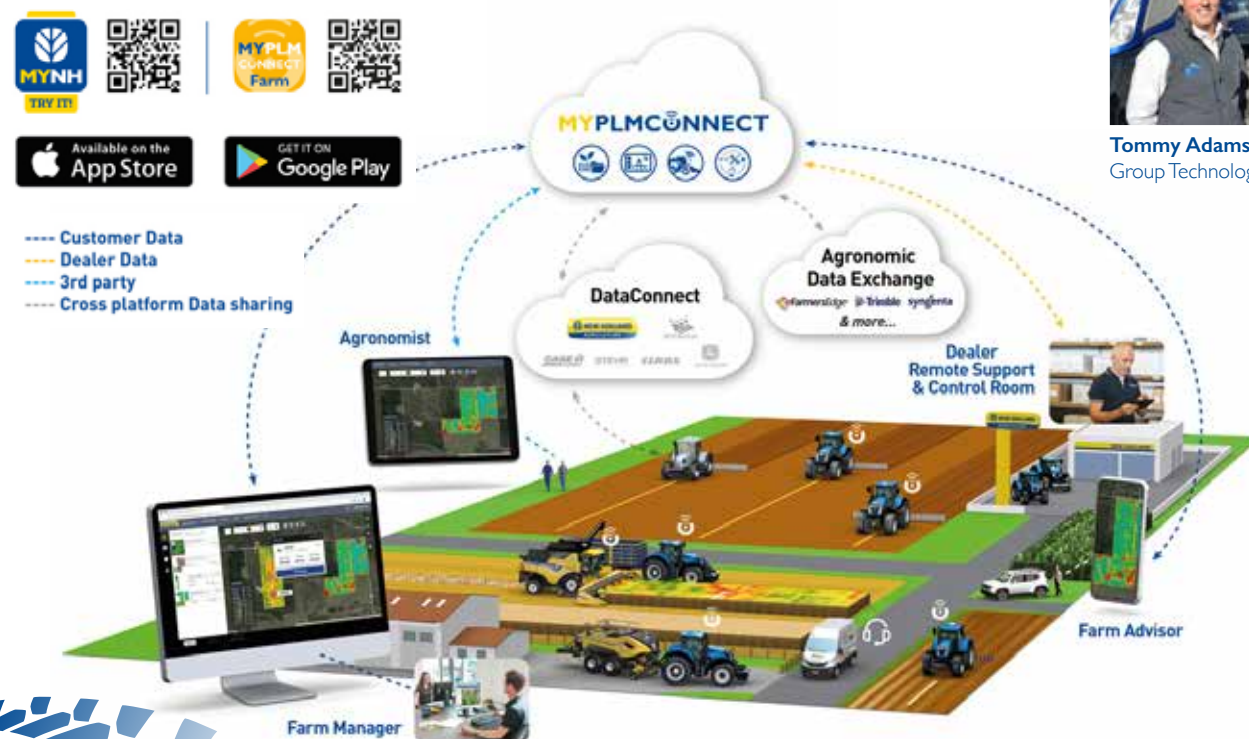 MYNH
TRY IT!
MYPLM
CONNECT
Farm
Available on the
App Store
GET IT ON
Google Play
Customer Data
Dealer Data
3rd party
Cross platform Data sharing
MYPLMCONNECT
Tommy Adams
Group Technolog
DataConnect
NEW HOLLAND
CASE IH
STEYR
CLAAS
Agronomic
Data Exchange
FarmersEdge Trimble syngenta
& more...
Agronomist
Dealer
Remote Support
& Control Room
Farm Advisor
Farm Manager